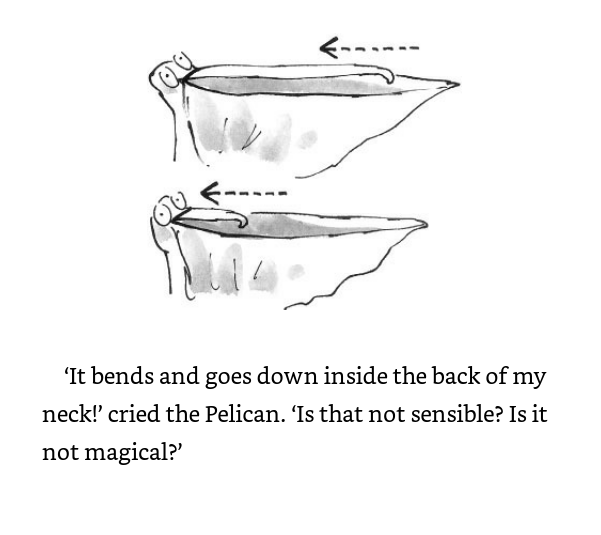 ‘It bends and goes down inside the back of my
neck!’ cried the Pelican. ‘Is that not sensible? Is it
not magical?’